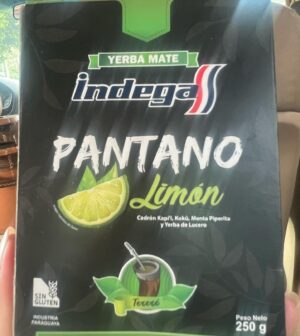 YERBA MATE
indega
PANTANO
Limón
Cedrón Kapi'i, Kokú, Menta Piperita
y Yerba de Lucero
SIN
GLUTEN
INDUSTRIA
PARAGUAYA
Tereré
Peso Neto
250 g